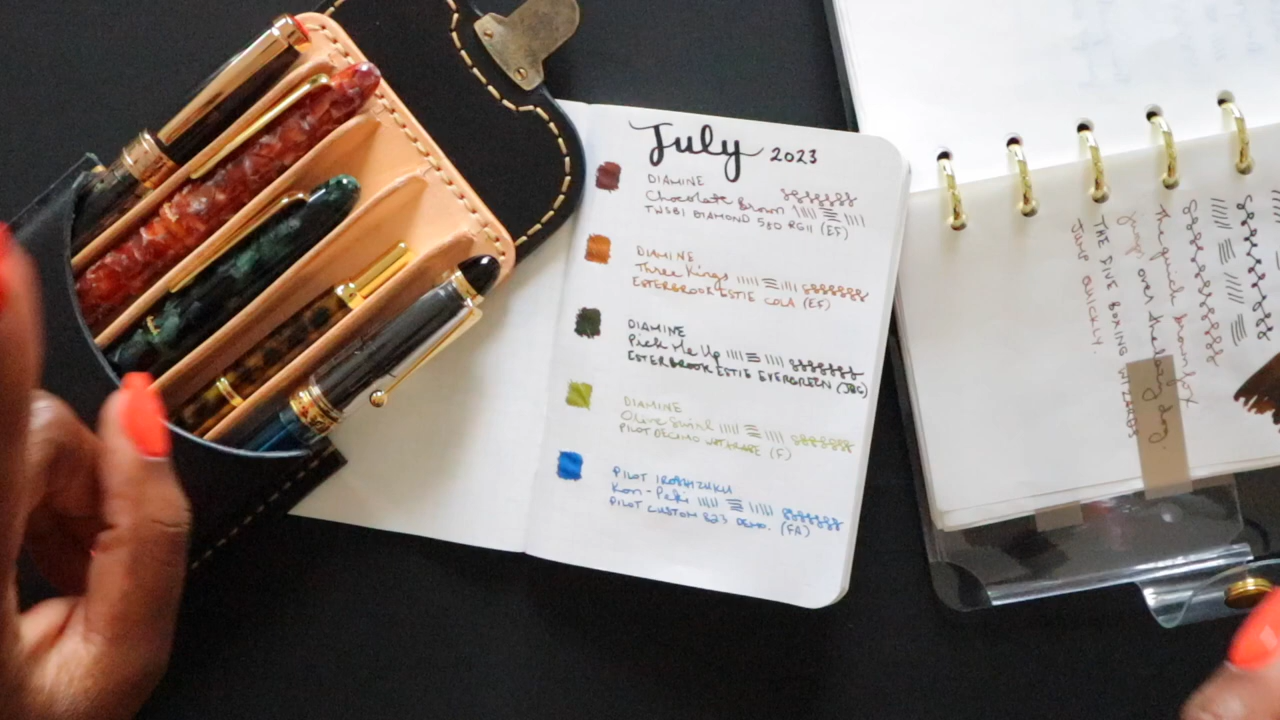 July 2023
DIAMINE
Chocolate Brown
TWSBI DIAMOND 580 RGII (EF)
DIAMINE
Three Kings
ESTERBROOK ESTIE COLA (EF)
DIAMINE
Pick Me Up
ESTERBROOK ESTIE EVERGREEN
DIAMINE
Olive Swirl
PILOT DECIMO (F)
PILOT IROSHIZUKU
Kon-Peki
PILOT CUSTOM 823 DEMO. (FA)
The quick brown fox
jumps over the lazy dog.
THE FIVE BOXING WIZARDS
JUMP QUICKLY.